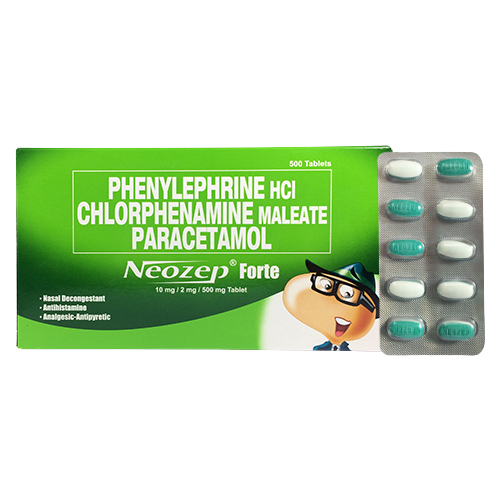 500 Tablets
PHENYLEPHRINE HCl
CHLORPHENAMINE MALEATE
PARACETAMOL
Neozep® Forte
10 mg / 2 mg / 500 mg Tablet
• Nasal Decongestant
• Antihistamine
• Analgesic-Antipyretic
NEOZEP